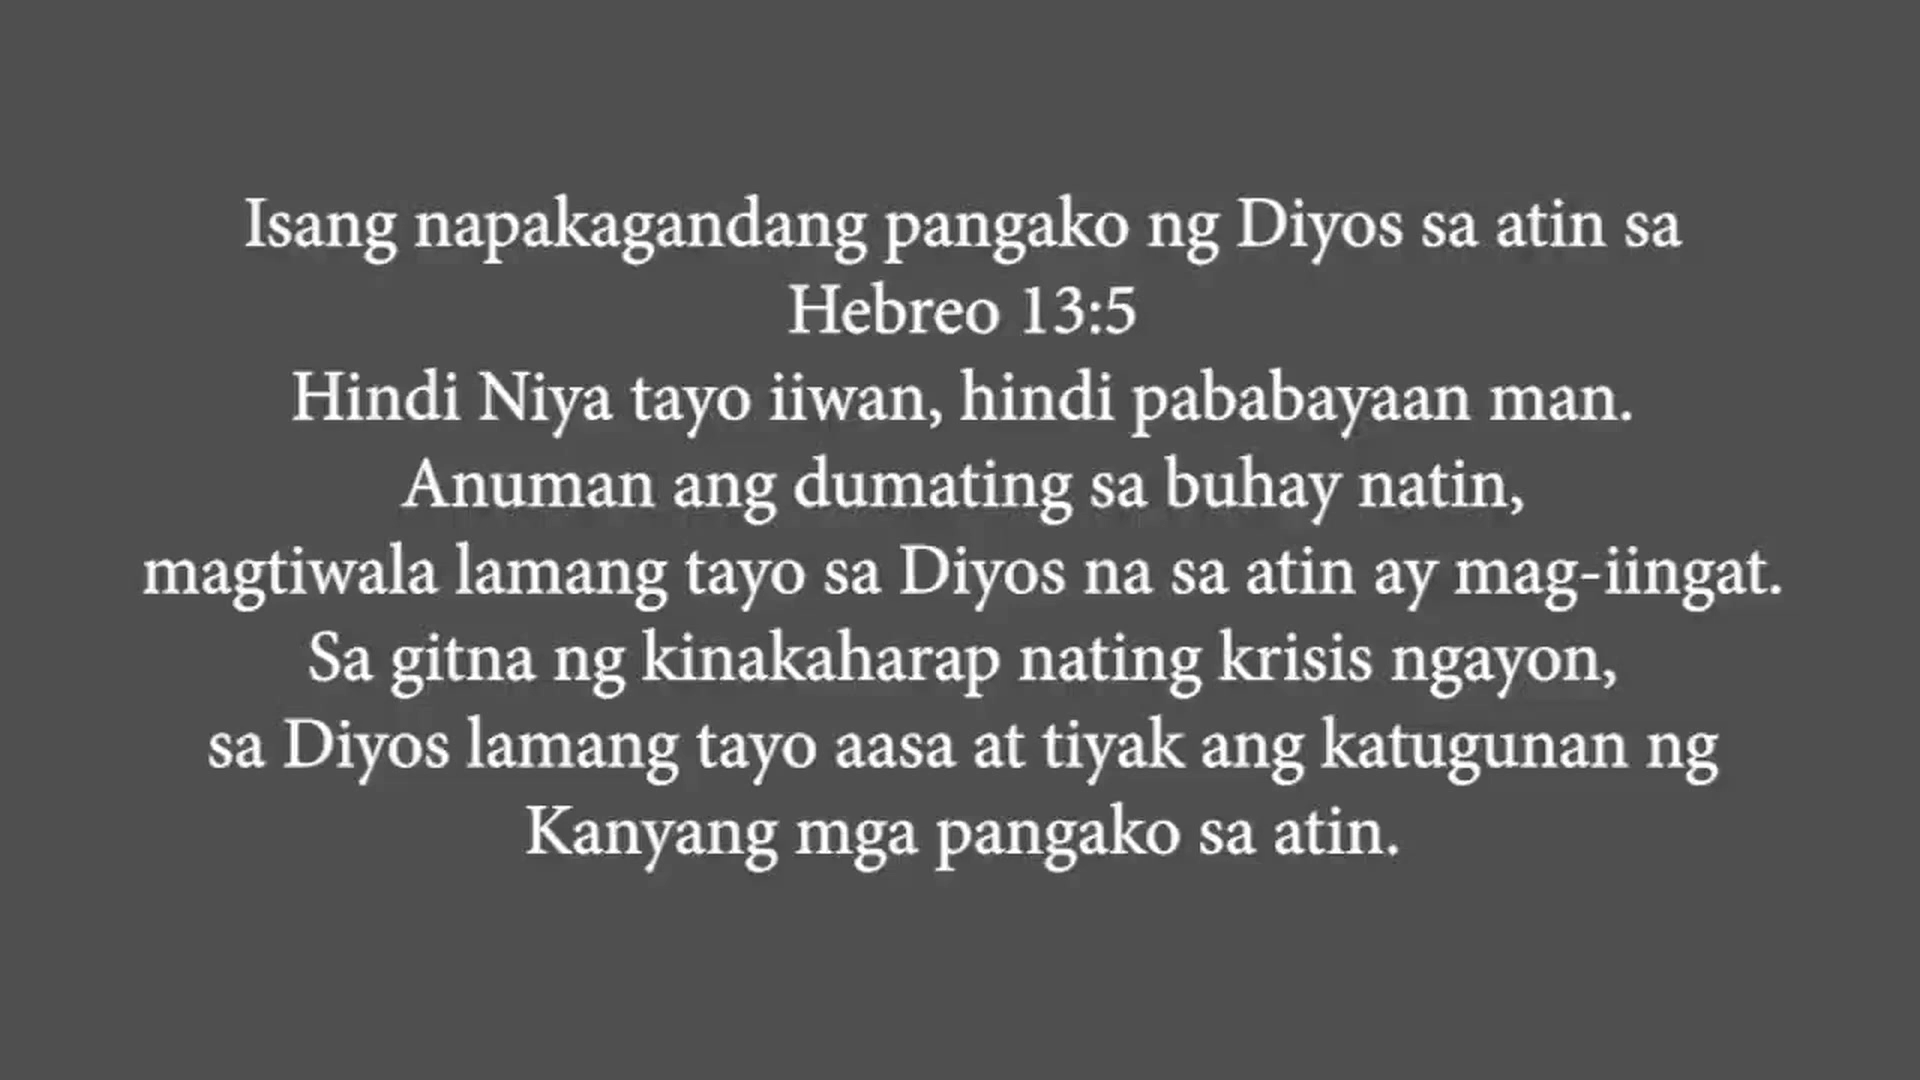 Isang napakagandang pangako ng Diyos sa atin sa
Hebreo 13:5
Hindi Niya tayo iiwan, hindi pababayaan man.
Anuman ang dumating sa buhay natin,
magtiwala lamang tayo sa Diyos na sa atin ay mag-iingat.
Sa gitna ng kinakaharap nating krisis ngayon,
sa Diyos lamang tayo aasa at tiyak ang katugunan ng
Kanyang mga pangako sa atin.